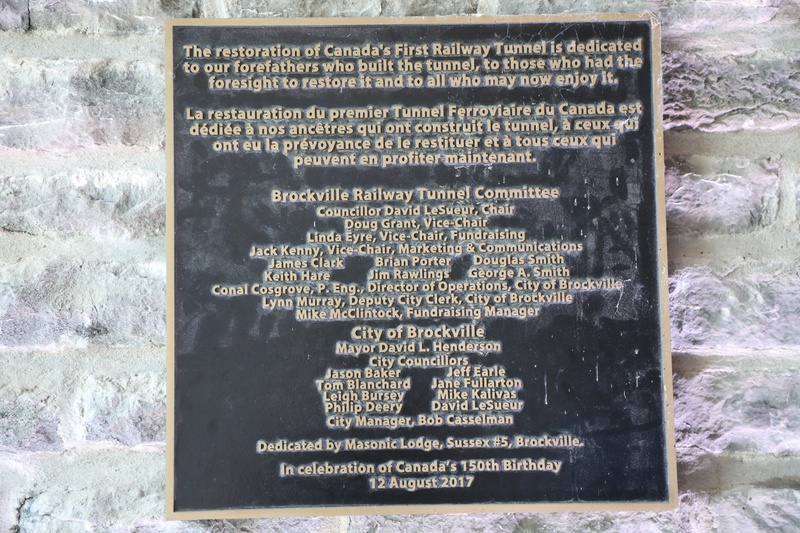 The restoration of Canada's First Railway Tunnel is dedicated
to our forefathers who built the tunnel, to those who had the
foresight to restore it and to all who may now enjoy it.
La restauration du premier Tunnel Ferroviaire du Canada est
dédiée à nos ancêtres qui ont construit le tunnel, à ceux qui
ont eu la prévoyance de le restituer et à tous ceux qui
peuvent en profiter maintenant.
Brockville Railway Tunnel Committee
Councillor David LeSueur, Chair
Doug Grant, Vice-Chair
Linda Eyre, Vice-Chair, Fundraising
Jack Kenny, Vice-Chair, Marketing & Communications
James Clark Brian Porter Douglas Smith
Keith Hare Jim Rawlings George A. Smith
Conal Cosgrove, P. Eng., Director of Operations, City of Brockville
Lynn Murray, Deputy City Clerk, City of Brockville
Mike McClintock, Fundraising Manager
City of Brockville
Mayor David L. Henderson
City Councillors
Jason Baker Jeff Earle
Tom Blanchard Jane Fullarton
Leigh Bursey Mike Kalivas
Philip Deery David LeSueur
City Manager, Bob Casselman
Dedicated by Masonic Lodge, Sussex #5, Brockville.
In celebration of Canada's 150th Birthday
12 August 2017